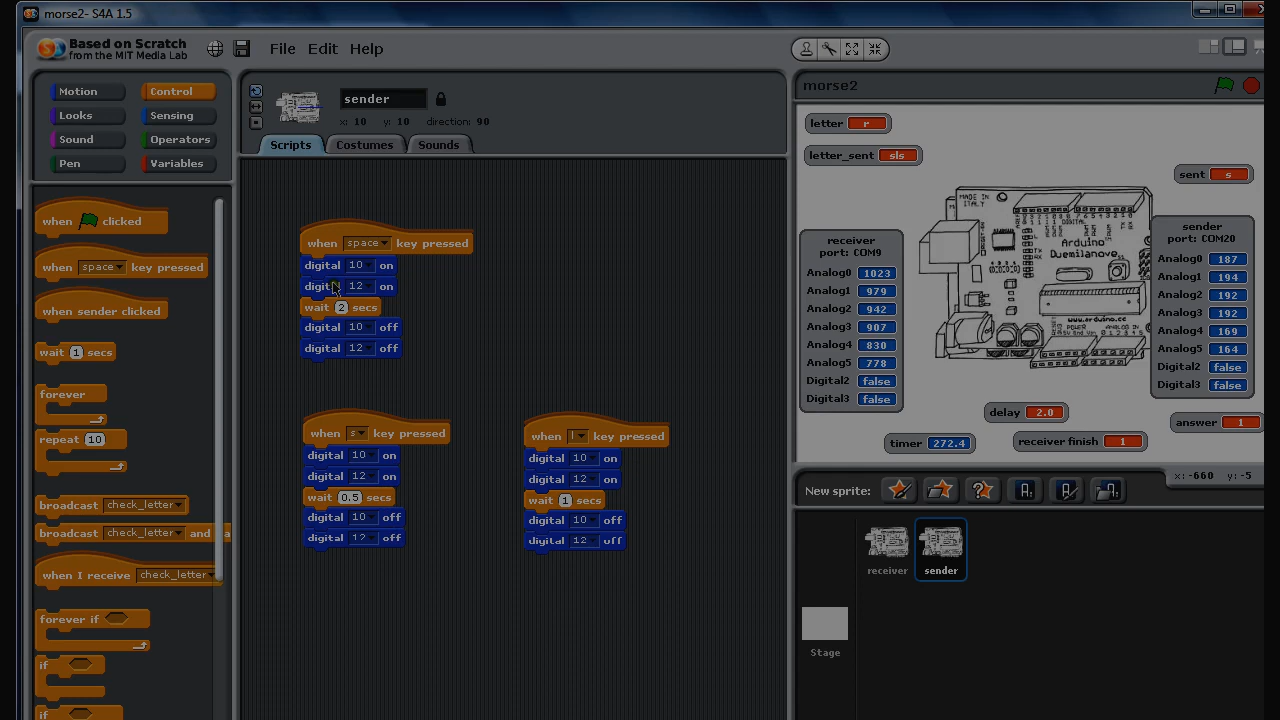 morse2- S4A 1.5
Based on Scratch
from the MIT Media Lab
File Edit Help
Motion Control
Looks Sensing
Sound Operators
Pen Variables
when clicked
when space key pressed
when sender clicked
wait 1 secs
forever
repeat 10
broadcast check_letter
broadcast check_letter and
when I receive check_letter
forever if
if
if
sender
x: 10 y: 10 direction: 90
Scripts Costumes Sounds
when space key pressed
digital 10 on
digital 12 on
wait 2 secs
digital 10 off
digital 12 off
when s key pressed
digital 10 on
digital 12 on
wait 0.5 secs
digital 10 off
digital 12 off
when l key pressed
digital 10 on
digital 12 on
wait 1 secs
digital 10 off
digital 12 off
morse2
letter r
letter_sent sls
sent s
MADE IN
ITALY
DIGITAL
Arduino
Duemilanove
www.arduino.cc
POWER
ANALOG IN
receiver
port: COM9
Analog0 1023
Analog1 979
Analog2 942
Analog3 907
Analog4 830
Analog5 778
Digital2 false
Digital3 false
sender
port: COM20
Analog0 187
Analog1 194
Analog2 192
Analog3 192
Analog4 169
Analog5 164
Digital2 false
Digital3 false
delay 2.0
answer 1
timer 272.4
receiver finish 1
x: -660 y: -5
New sprite:
receiver
sender
Stage